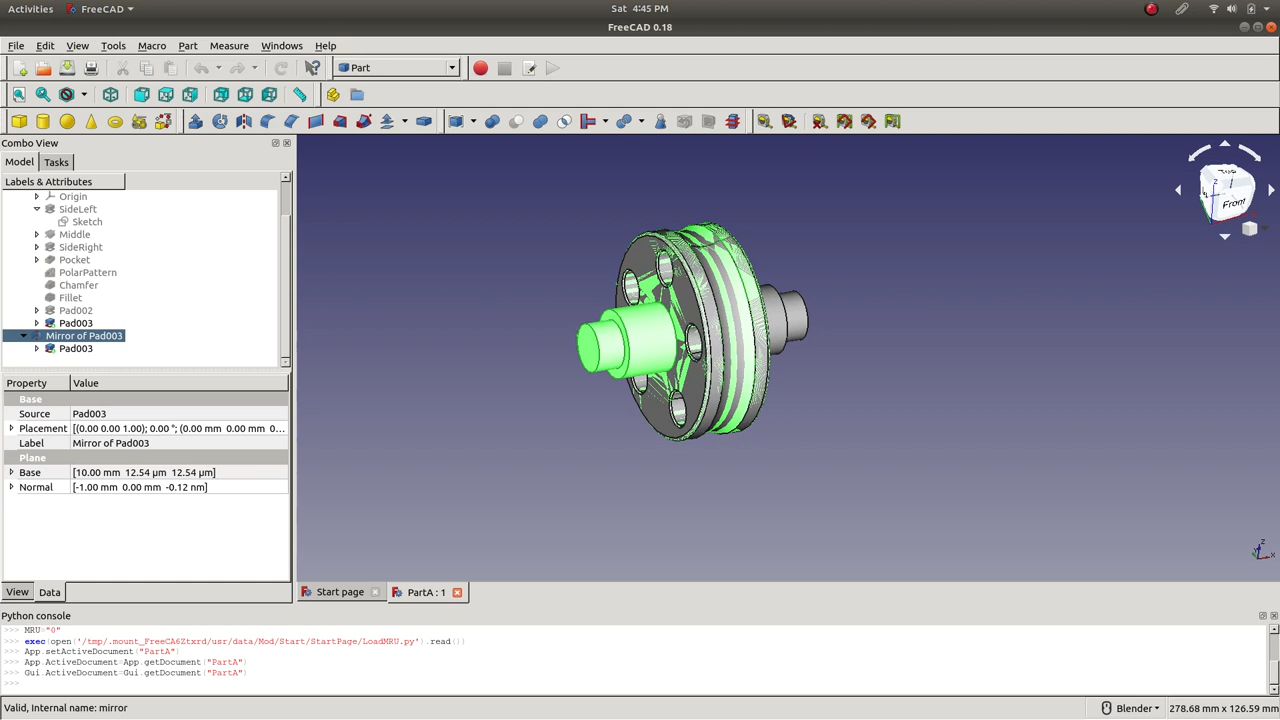 Activities FreeCAD Sat 4:45 PM
FreeCAD 0.18
File Edit View Tools Macro Part Measure Windows Help
Part
Combo View
Model Tasks
Labels & Attributes
Origin
SideLeft
Sketch
Middle
SideRight
Pocket
PolarPattern
Chamfer
Fillet
Pad002
Pad003
Mirror of Pad003
Pad003
Property Value
Base
Source Pad003
Placement [(0.00 0.00 1.00); 0.00 °; (0.00 mm 0.00 mm 0...
Label Mirror of Pad003
Plane
Base [10.00 mm 12.54 µm 12.54 µm]
Normal [-1.00 mm 0.00 mm -0.12 nm]
Front
View Data
Start page PartA : 1
Python console
>>> MRU="0"
>>> exec(open('/tmp/.mount_FreeCA6Ztxrd/usr/data/Mod/Start/StartPage/LoadMRU.py').read())
>>> App.setActiveDocument("PartA")
>>> App.ActiveDocument=App.getDocument("PartA")
>>> Gui.ActiveDocument=Gui.getDocument("PartA")
>>>
Valid, Internal name: mirror Blender 278.68 mm x 126.59 mm